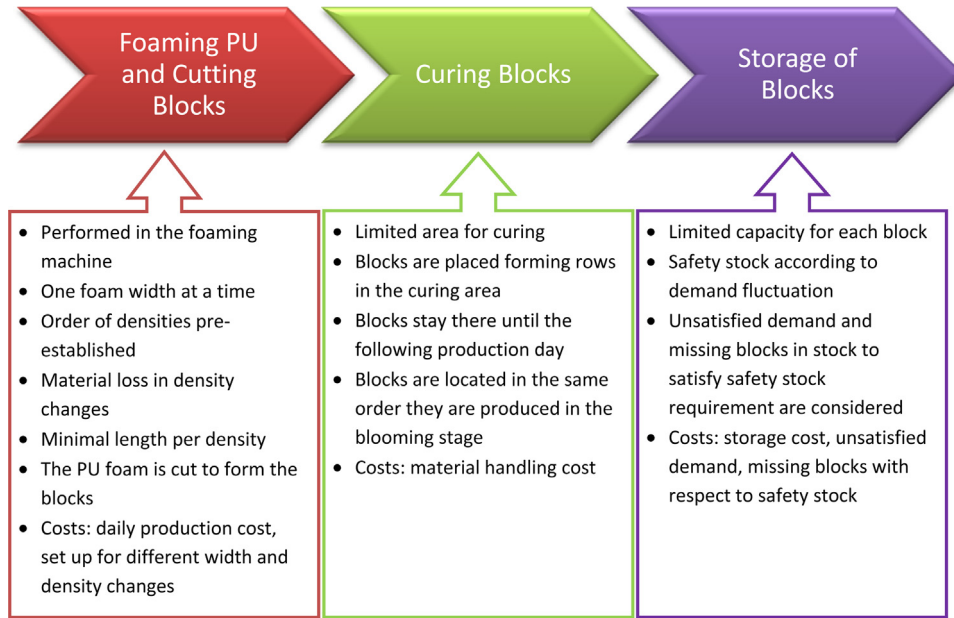 Foaming PU
and Cutting
Blocks
Curing Blocks
Storage of
Blocks
• Performed in the foaming
machine
• One foam width at a time
• Order of densities pre-
established
• Material loss in density
changes
• Minimal length per density
• The PU foam is cut to form the
blocks
• Costs: daily production cost,
set up for different width and
density changes
• Limited area for curing
• Blocks are placed forming rows
in the curing area
• Blocks stay there until the
following production day
• Blocks are located in the same
order they are produced in the
blooming stage
• Costs: material handling cost
• Limited capacity for each block
• Safety stock according to
demand fluctuation
• Unsatisfied demand and
missing blocks in stock to
satisfy safety stock
requirement are considered
• Costs: storage cost, unsatisfied
demand, missing blocks with
respect to safety stock